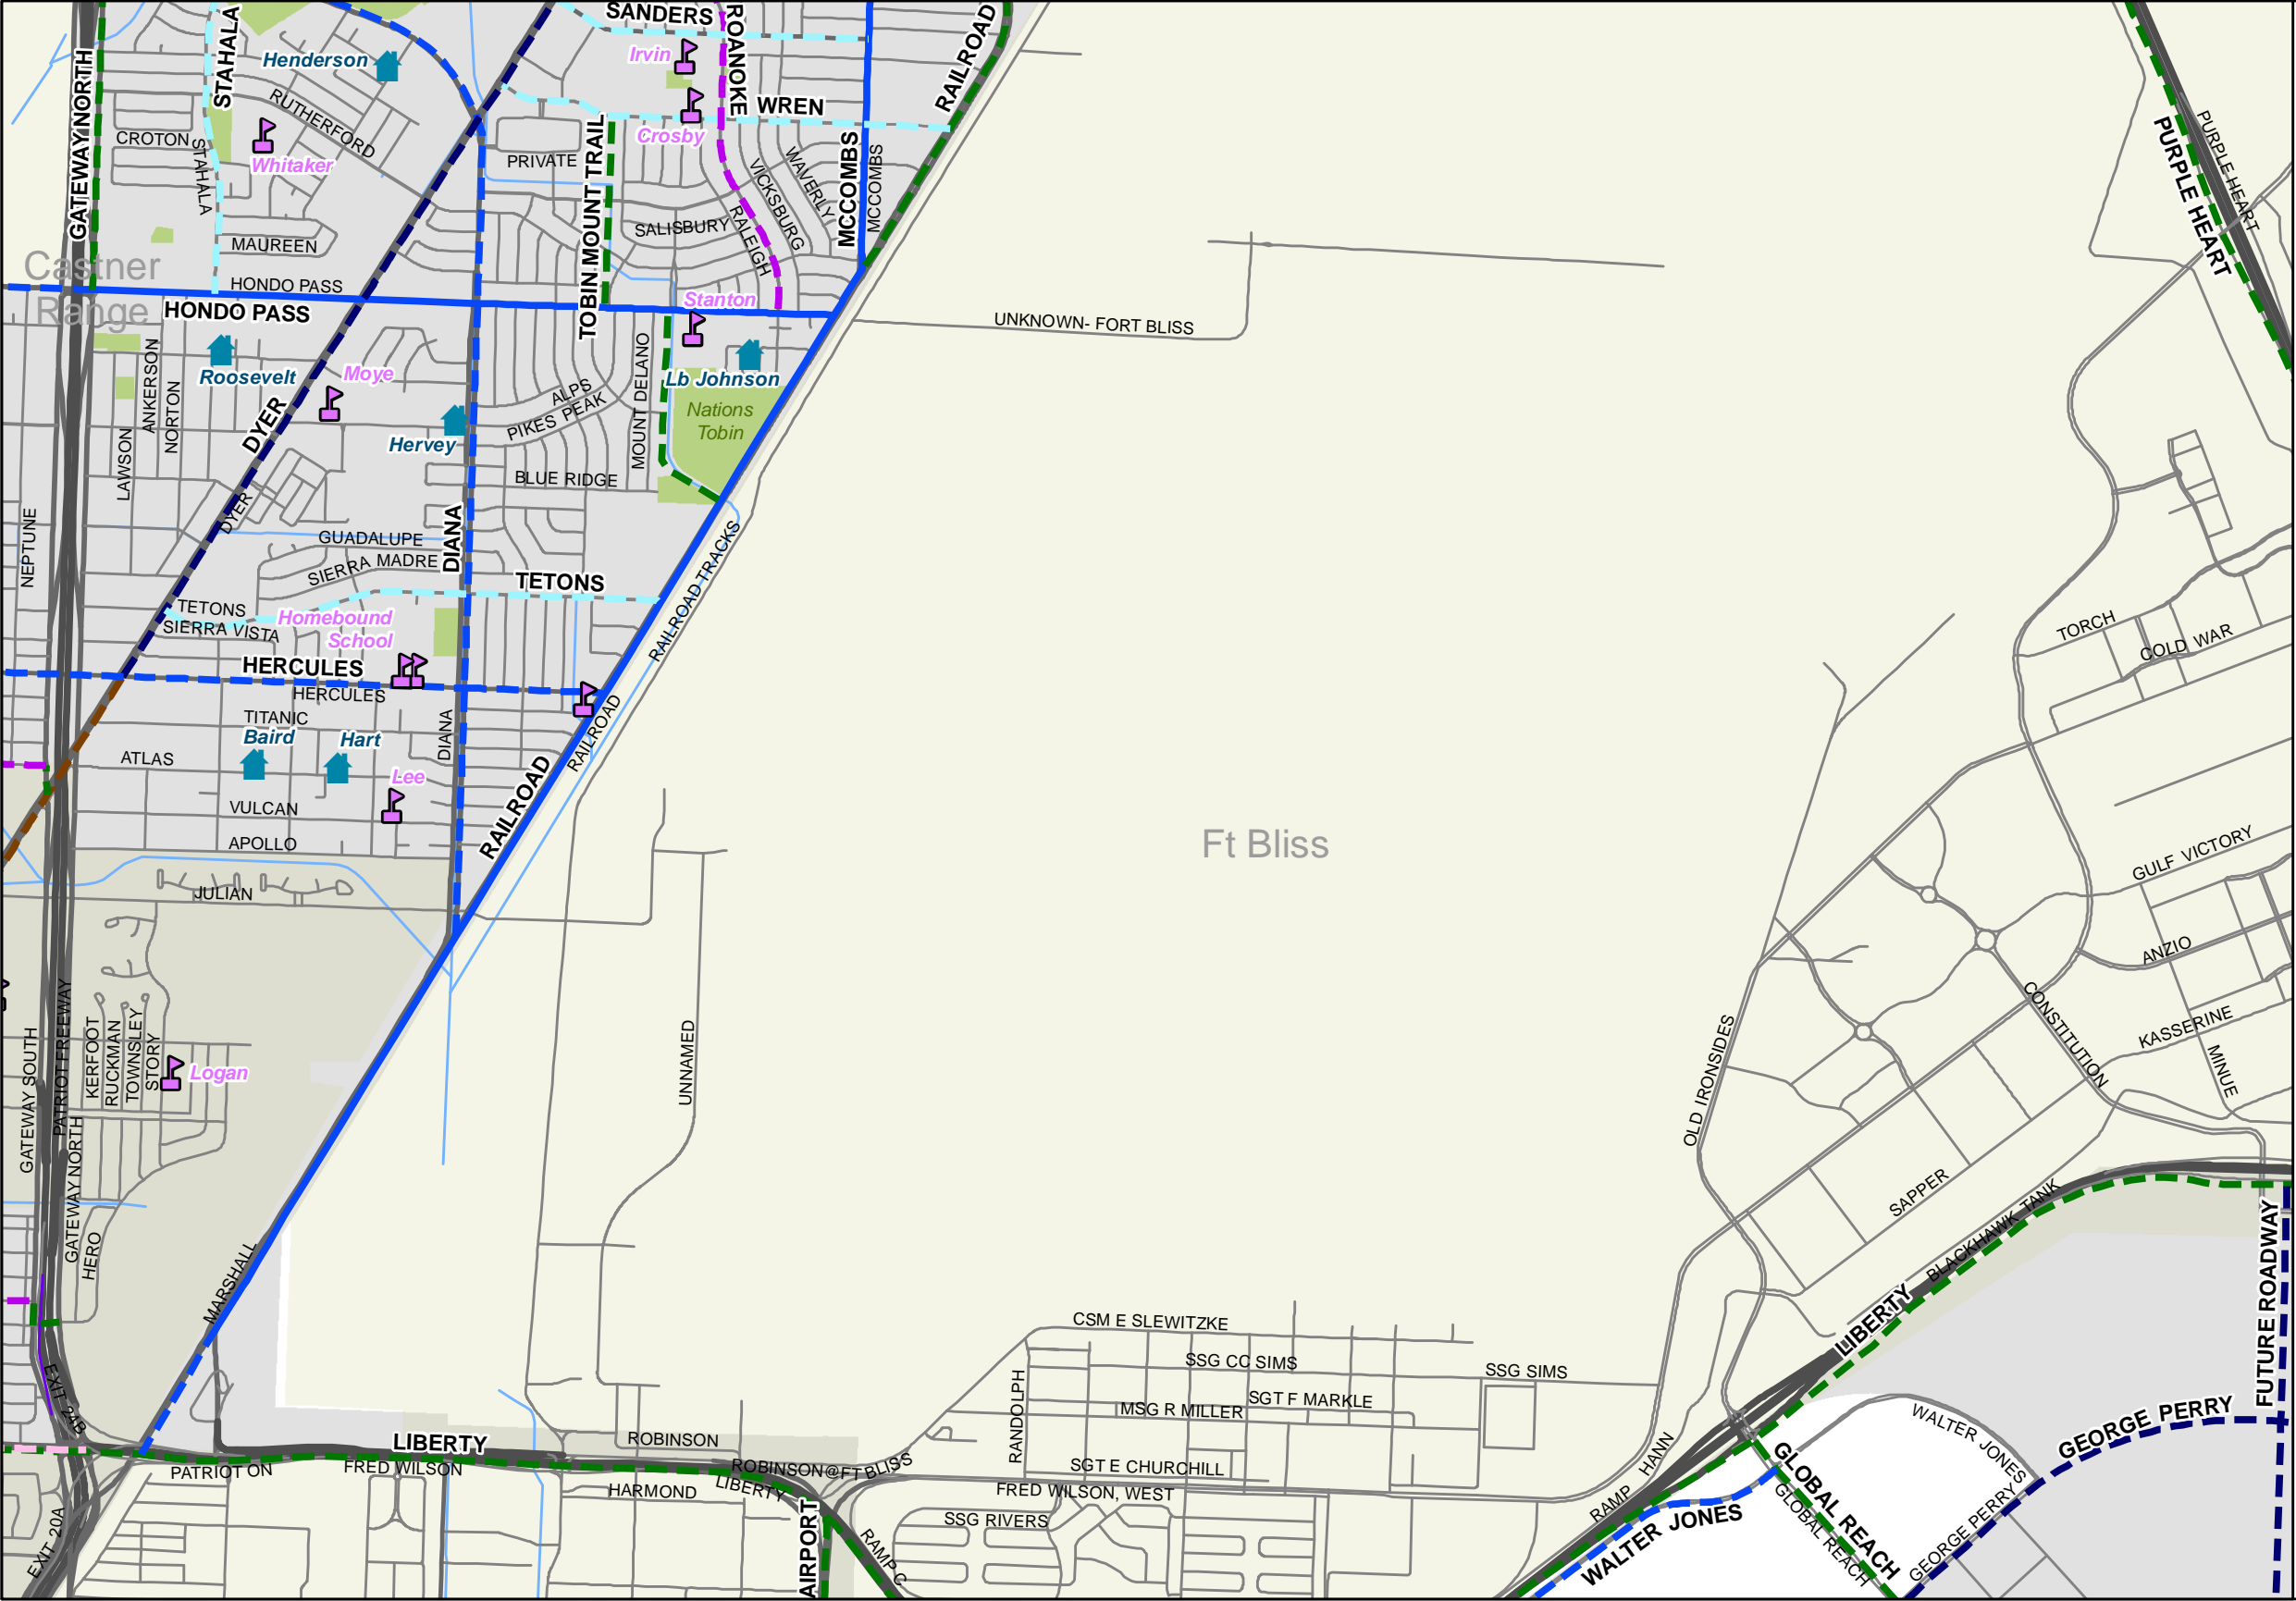 SANDERS
ROANOKE
RAILROAD
STAHALA
Henderson
Irvin
GATEWAY NORTH
RUTHERFORD
WREN
Crosby
CROTON
STAHALA
Whitaker
PRIVATE
TOBIN MOUNT TRAIL
VICKSBURG
WAVERLY
MCCOMBS
MCCOMBS
PURPLE HEART
PURPLE HEART
MAUREEN
SALISBURY
RALEIGH
Castner
Range
HONDO PASS
HONDO PASS
Stanton
UNKNOWN- FORT BLISS
Roosevelt
Moye
Lb Johnson
ANKERSON
NORTON
LAWSON
DYER
ALPS
PIKES PEAK
MOUNT DELANO
Nations
Tobin
Hervey
BLUE RIDGE
NEPTUNE
DYER
DIANA
GUADALUPE
SIERRA MADRE
RAILROAD TRACKS
TETONS
TETONS
Homebound
School
SIERRA VISTA
TORCH
COLD WAR
HERCULES
HERCULES
TITANIC
Baird
Hart
DIANA
RAILROAD
ATLAS
Lee
VULCAN
RAILROAD
APOLLO
Ft Bliss
GULF VICTORY
JULIAN
ANZIO
CONSTITUTION
KASSERINE
MINUE
OLD IRONSIDES
GATEWAY SOUTH
PATRIOT FREEWAY
KERFOOT
RUCKMAN
TOWNSLEY
STORY
Logan
UNNAMED
GATEWAY NORTH
HERO
MARSHALL
SAPPER
BLACKHAWK TANK
FUTURE ROADWAY
LIBERTY
CSM E SLEWITZKE
SSG CC SIMS
SSG SIMS
RANDOLPH
SGT F MARKLE
MSG R MILLER
EXIT 24B
LIBERTY
ROBINSON
WALTER JONES
GEORGE PERRY
PATRIOT ON
FRED WILSON
ROBINSON@FT BLISS
LIBERTY
SGT E CHURCHILL
HANN
RAMP
GLOBAL REACH
GLOBAL REACH
HARMOND
FRED WILSON, WEST
SSG RIVERS
AIRPORT
RAMP C
WALTER JONES
GEORGE PERRY
EXIT 20A